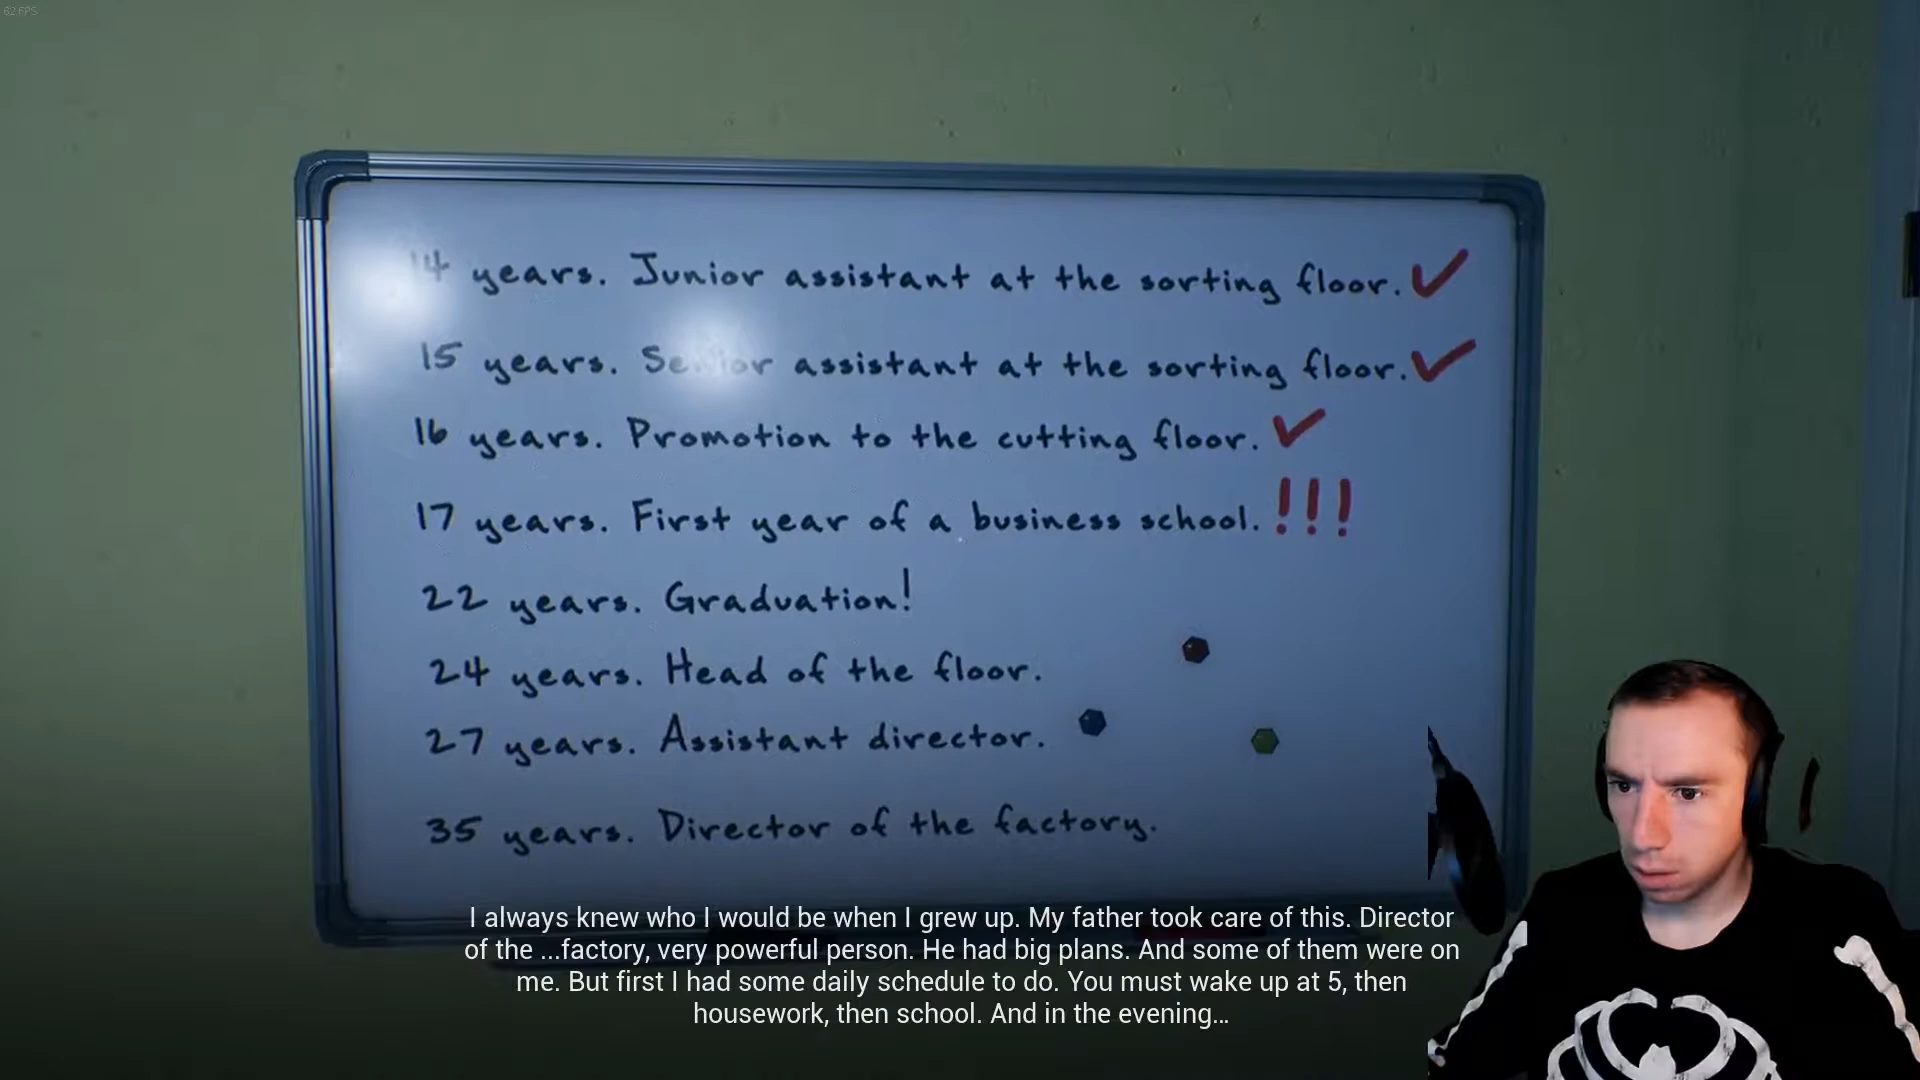 62 FPS
14 years. Junior assistant at the sorting floor.
15 years. Senior assistant at the sorting floor.
16 years. Promotion to the cutting floor.
17 years. First year of a business school. !!!
22 years. Graduation!
24 years. Head of the floor.
27 years. Assistant director.
35 years. Director of the factory.
I always knew who I would be when I grew up. My father took care of this. Director
of the ...factory, very powerful person. He had big plans. And some of them were on
me. But first I had some daily schedule to do. You must wake up at 5, then
housework, then school. And in the evening...